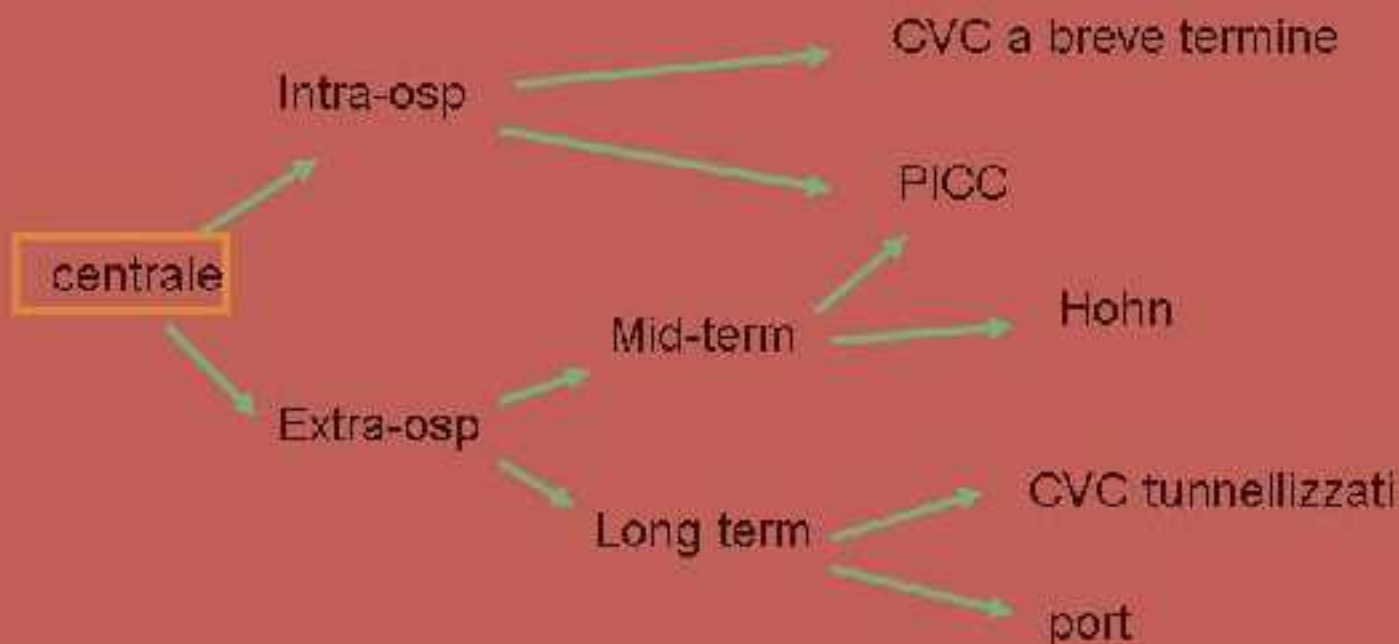 CVC a breve termine
Intra-osp
PICC
centrale
Hohn
Mid-term
Extra-osp
CVC tunnellizzati
Long term
port